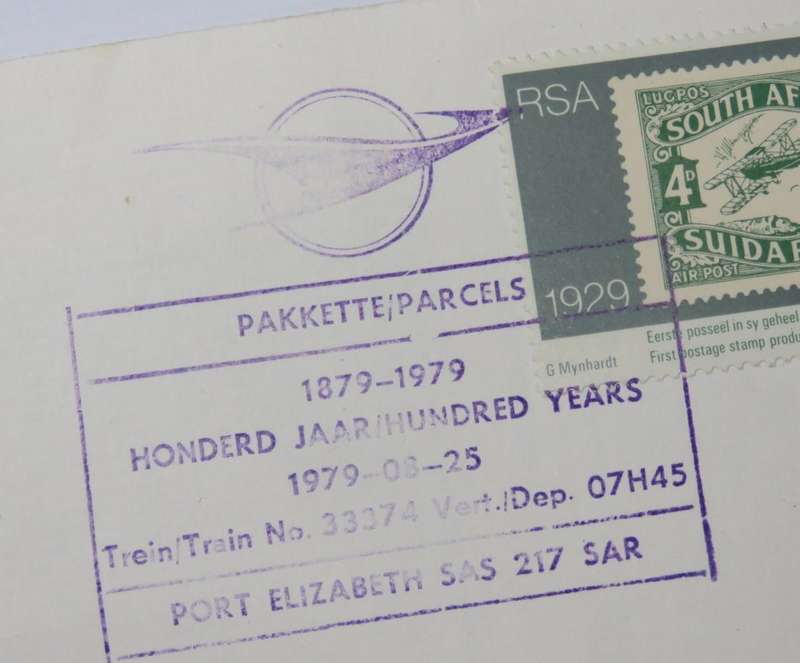 RSA
LUGPOS
SOUTH AF
4D
SUIDAF
AIR POST
1929
Eerste posseel in sy geheel
G Mynhardt First postage stamp produ
PAKKETTE/PARCELS
1879-1979
HONDERD JAAR/HUNDRED YEARS
1979-08-25
Trein/Train No. 33374 Vert./Dep. 07H45
PORT ELIZABETH SAS 217 SAR